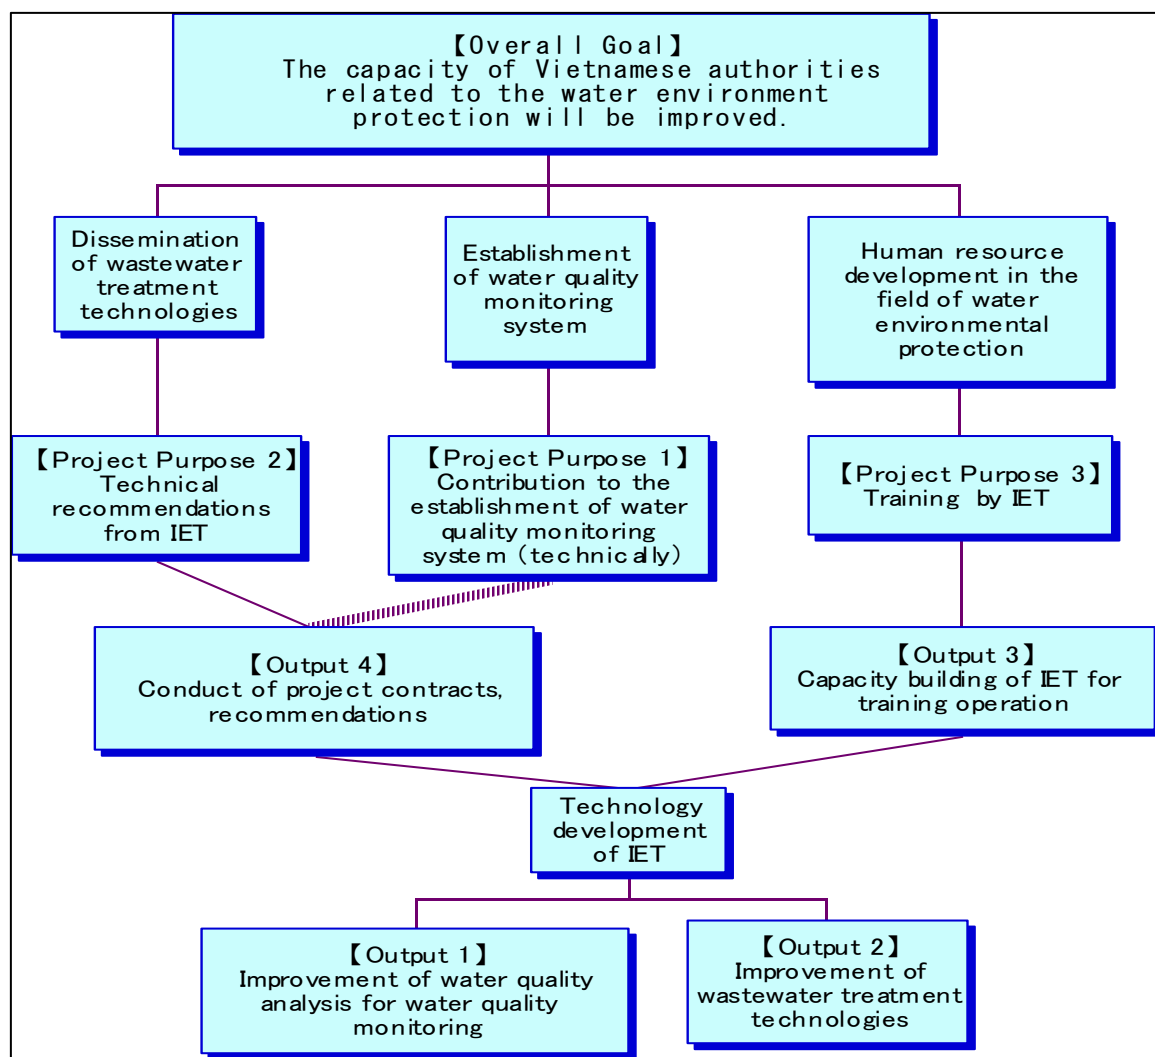 【Overall Goal】
The capacity of Vietnamese authorities
related to the water environment
protection will be improved.
Dissemination
of wastewater
treatment
technologies
Establishment
of water quality
monitoring
system
Human resource
development in the
field of water
environmental
protection
【Project Purpose 2】
Technical
recommendations
from IET
【Project Purpose 1】
Contribution to the
establishment of water
quality monitoring
system (technically)
【Project Purpose 3】
Training by IET
【Output 4】
Conduct of project contracts,
recommendations
【Output 3】
Capacity building of IET for
training operation
Technology
development
of IET
【Output 1】
Improvement of water quality
analysis for water quality
monitoring
【Output 2】
Improvement of
wastewater treatment
technologies